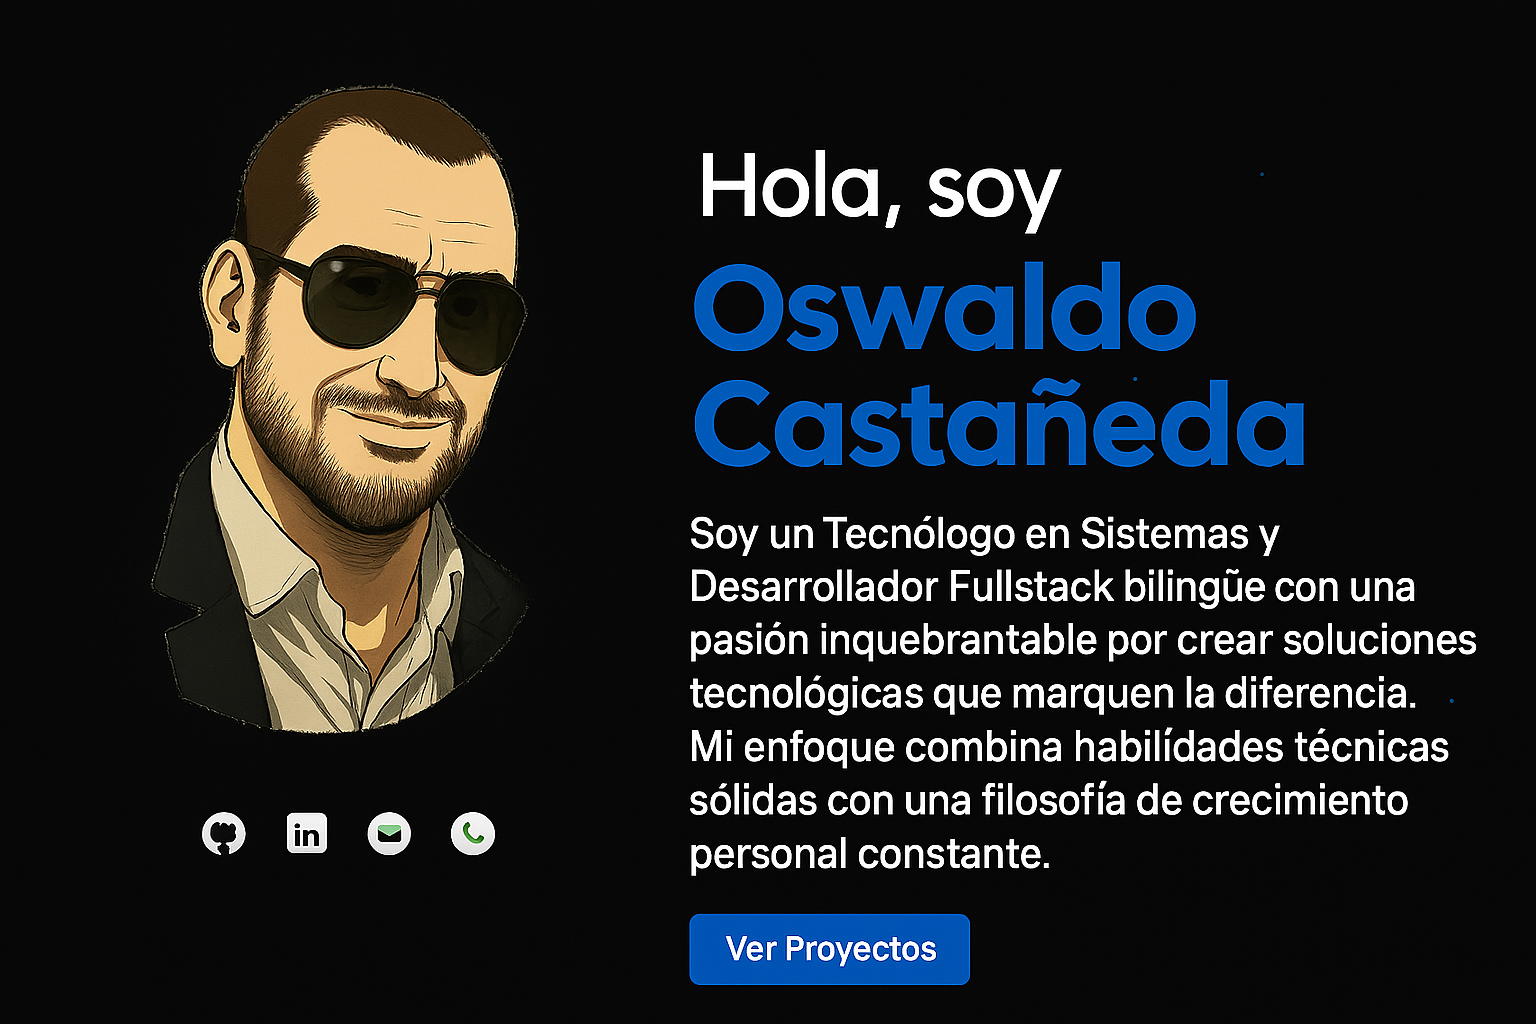 Hola, soy
Oswaldo
Castañeda
Soy un Tecnólogo en Sistemas y
Desarrollador Fullstack bilingũe con una
pasión inquebrantable por crear soluciones
tecnológicas que marquen la diferencia.
Mi enfoque combina habilídades técnicas
sólidas con una filosofía de crecimiento
personal constante.
in
Ver Proyectos